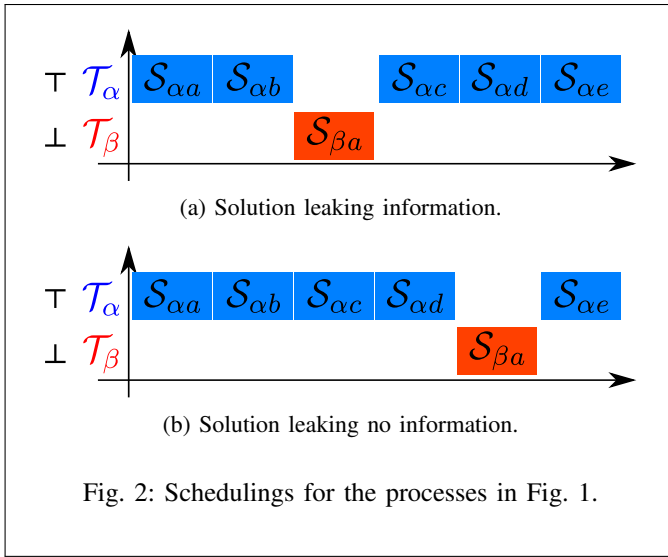 ⊤ 𝒯α 𝒮αa 𝒮αb 𝒮αc 𝒮αd 𝒮αe
⊥ 𝒯β 𝒮βa
(a) Solution leaking information.
⊤ 𝒯α 𝒮αa 𝒮αb 𝒮αc 𝒮αd 𝒮αe
⊥ 𝒯β 𝒮βa
(b) Solution leaking no information.
Fig. 2: Schedulings for the processes in Fig. 1.